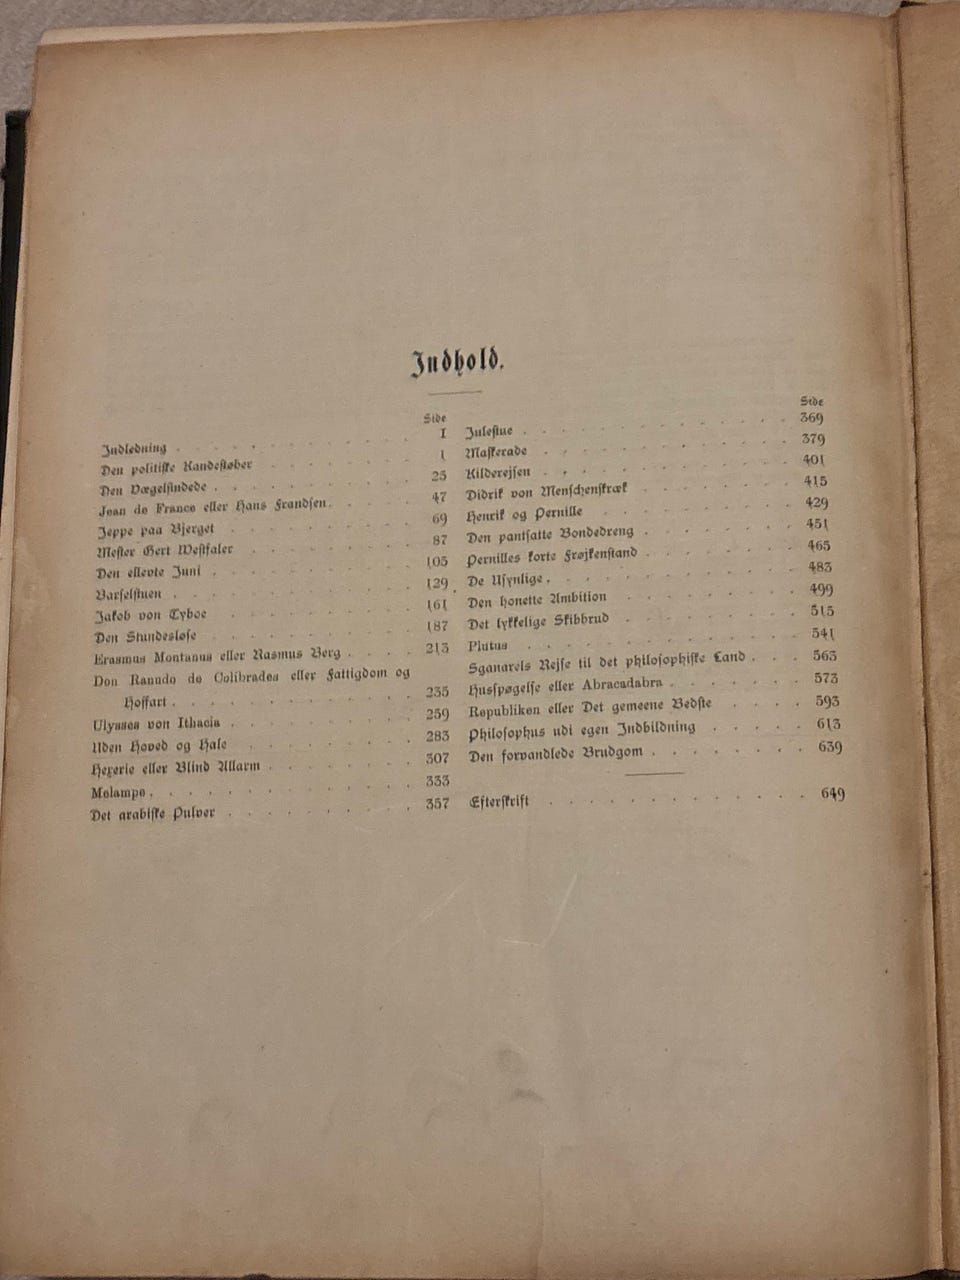 Indhold.
Side
Indledning . . . . . . . . I
Den politiske Kandestøber . . . . . . 1
Den Vægelsindede . . . . . . . 25
Jean de France eller Hans Frandsen . . . . 47
Jeppe paa Bjerget . . . . . . . 69
Mester Gert Westfaler . . . . . . 87
Den ellevte Juni . . . . . . . 105
Barselstuen . . . . . . . . 129
Jakob von Tyboe . . . . . . . 161
Den Stundesløse . . . . . . . 187
Erasmus Montanus eller Rasmus Berg . . . . 213
Don Ranudo de Colibrados eller Fattigdom og
Hoffart . . . . . . . . 235
Ulysses von Ithacia . . . . . . . 259
Uden Hoved og Hale . . . . . . 283
Hexerie eller Blind Allarm . . . . . . 307
Melampe . . . . . . . . . 333
Det arabiske Pulver . . . . . . . 357
Side
Julestue . . . . . . . . . 369
Maskerade . . . . . . . . 379
Kilderejsen . . . . . . . . 401
Didrik von Menschenskræk . . . . . . 415
Henrik og Pernille . . . . . . . 429
Den pantsatte Bondedreng . . . . . . 451
Pernilles korte Frøjkenstand . . . . . . 465
De Usynlige . . . . . . . . 483
Den honette Ambition . . . . . . 499
Det lykkelige Skibbrud . . . . . . 515
Plutus . . . . . . . . . 541
Sganarels Rejse til det philosophiske Land . . . 563
Husspøgelse eller Abracadabra . . . . . 573
Republiken eller Det gemeene Bedste . . . . 593
Philosophus udi egen Indbildning . . . . 613
Den forvandlede Brudgom . . . . . . 639
Efterskrift . . . . . . . . 649